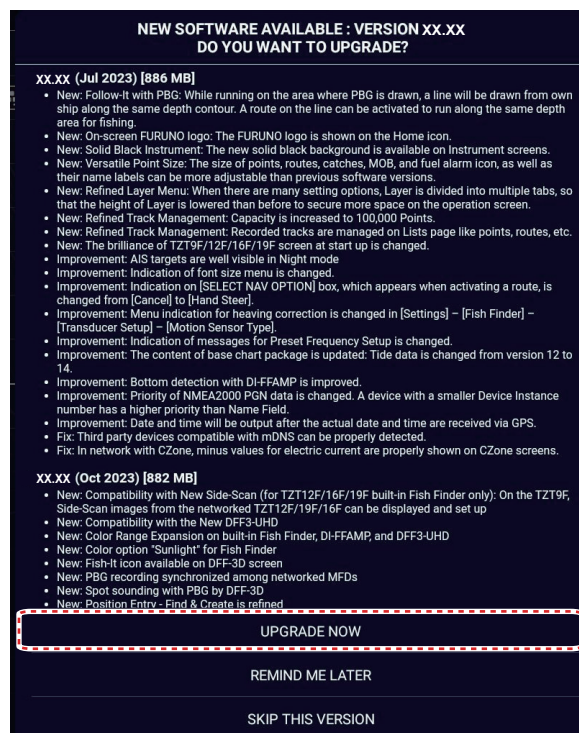 NEW SOFTWARE AVAILABLE : VERSION XX.XX
DO YOU WANT TO UPGRADE?
XX.XX (Jul 2023) [886 MB]
• New: Follow-It with PBG: While running on the area where PBG is drawn, a line will be drawn from own
ship along the same depth contour. A route on the line can be activated to run along the same depth
area for fishing.
• New: On-screen FURUNO logo: The FURUNO logo is shown on the Home icon.
• New: Solid Black Instrument: The new solid black background is available on Instrument screens.
• New: Versatile Point Size: The size of points, routes, catches, MOB, and fuel alarm icon, as well as
their name labels can be more adjustable than previous software versions.
• New: Refined Layer Menu: When there are many setting options, Layer is divided into multiple tabs, so
that the height of Layer is lowered than before to secure more space on the operation screen.
• New: Refined Track Management: Capacity is increased to 100,000 Points.
• New: Refined Track Management: Recorded tracks are managed on Lists page like points, routes, etc.
• New: The brilliance of TZT9F/12F/16F/19F screen at start up is changed.
• Improvement: AIS targets are well visible in Night mode
• Improvement: Indication of font size menu is changed.
• Improvement: Indication on [SELECT NAV OPTION] box, which appears when activating a route, is
changed from [Cancel] to [Hand Steer].
• Improvement: Menu indication for heaving correction is changed in [Settings] – [Fish Finder] –
[Transducer Setup] – [Motion Sensor Type].
• Improvement: Indication of messages for Preset Frequency Setup is changed.
• Improvement: The content of base chart package is updated: Tide data is changed from version 12 to
14.
• Improvement: Bottom detection with DI-FFAMP is improved.
• Improvement: Priority of NMEA2000 PGN data is changed. A device with a smaller Device Instance
number has a higher priority than Name Field.
• Improvement: Date and time will be output after the actual date and time are received via GPS.
• Fix: Third party devices compatible with mDNS can be properly detected.
• Fix: In network with CZone, minus values for electric current are properly shown on CZone screens.
XX.XX (Oct 2023) [882 MB]
• New: Compatibility with New Side-Scan (for TZT12F/16F/19F built-in Fish Finder only): On the TZT9F,
Side-Scan images from the networked TZT12F/19F/16F can be displayed and set up
• New: Compatibility with the New DFF3-UHD
• New: Color Range Expansion on built-in Fish Finder, DI-FFAMP, and DFF3-UHD
• New: Color option "Sunlight" for Fish Finder
• New: Fish-It icon available on DFF-3D screen
• New: PBG recording synchronized among networked MFDs
• New: Spot sounding with PBG by DFF-3D
• New: Position Entry - Find & Create is refined
UPGRADE NOW
REMIND ME LATER
SKIP THIS VERSION